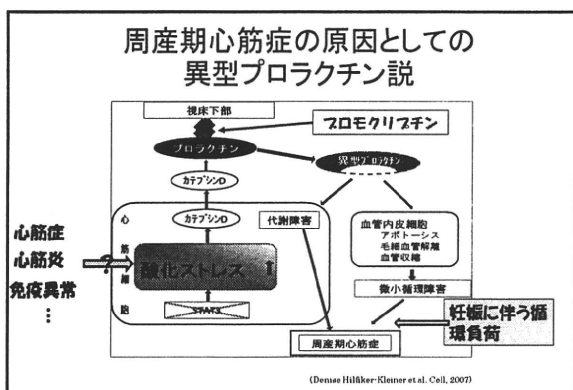 周産期心筋症の原因としての
異型プロラクチン説
視床下部
ブロモクリプチン
プロラクチン
異型プロラクチン
カテプシンD
カテプシンD
代謝障害
血管内皮細胞
アポトーシス
毛細血管解離
血管収縮
心筋細胞
心筋症
心筋炎
免疫異常
…
?
酸化ストレス
STAT3
微小循環障害
妊娠に伴う循
環負荷
周産期心筋症
(Denise Hilfiker-Kleiner et al. Cell, 2007)